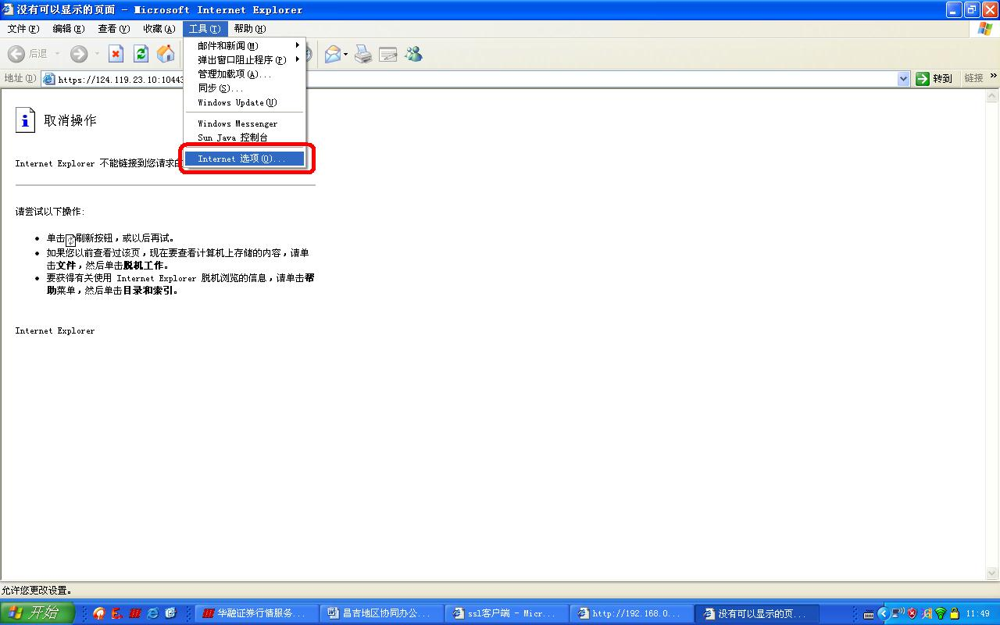 没有可以显示的页面 - Microsoft Internet Explorer
文件(F) 编辑(E) 查看(V) 收藏(A) 工具(T) 帮助(H)
后退
地址(D) https://124.119.23.10:10443 转到 链接 »
邮件和新闻(M)
弹出窗口阻止程序(P)
管理加载项(A)...
同步(S)...
Windows Update(U)
Windows Messenger
Sun Java 控制台
Internet 选项(O)...
取消操作
Internet Explorer 不能链接到您请求
请尝试以下操作:
单击刷新按钮，或以后再试。
如果您以前查看过该页，现在要查看计算机上存储的内容，请单
击文件，然后单击脱机工作。
要获得有关使用 Internet Explorer 脱机浏览的信息，请单击帮
助菜单，然后单击目录和索引。
Internet Explorer
允许您更改设置。
开始 华融证券行情服务... 昌吉地区协同办公... ssl客户端 - Micr... http://192.168.0... 没有可以显示的页... 11:49